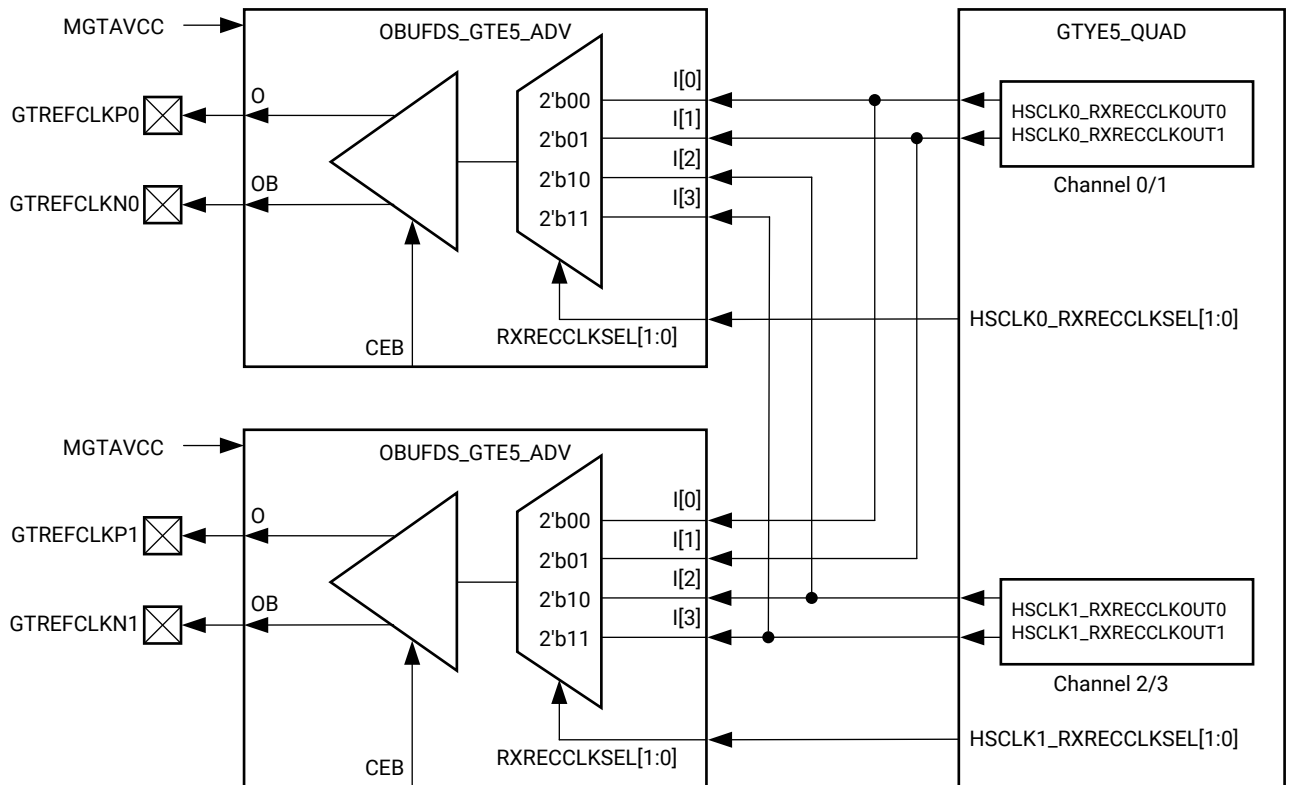 MGTAVCC
OBUFDS_GTE5_ADV
GTYE5_QUAD
GTREFCLKP0
O
2'b00
I[0]
HSCLK0_RXRECCLKOUT0
2'b01
I[1]
HSCLK0_RXRECCLKOUT1
2'b10
I[2]
Channel 0/1
GTREFCLKN0
OB
2'b11
I[3]
HSCLK0_RXRECCLKSEL[1:0]
RXRECCLKSEL[1:0]
CEB
MGTAVCC
OBUFDS_GTE5_ADV
GTREFCLKP1
O
2'b00
I[0]
2'b01
I[1]
2'b10
I[2]
HSCLK1_RXRECCLKOUT0
GTREFCLKN1
OB
2'b11
I[3]
HSCLK1_RXRECCLKOUT1
Channel 2/3
HSCLK1_RXRECCLKSEL[1:0]
RXRECCLKSEL[1:0]
CEB